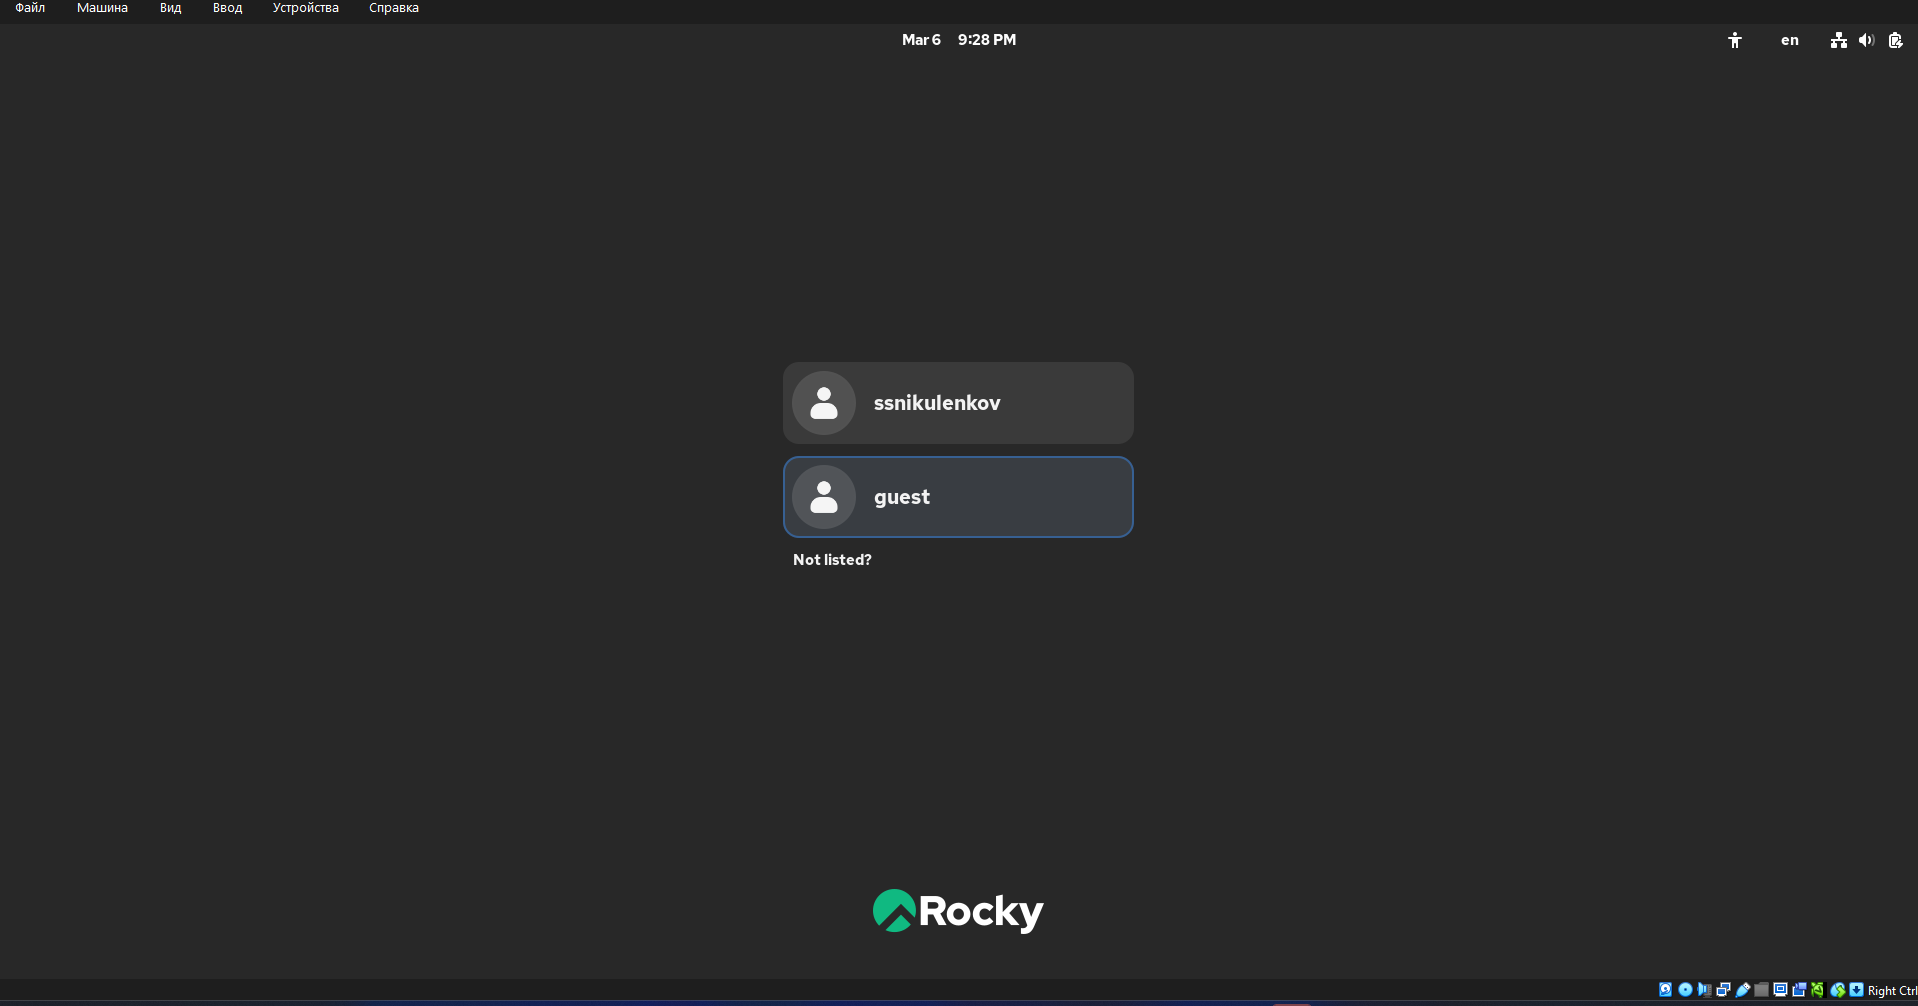 Файл Машина Вид Ввод Устройства Справка
Mar 6 9:28 PM en
ssnikulenkov
guest
Not listed?
Rocky
Right Ctrl